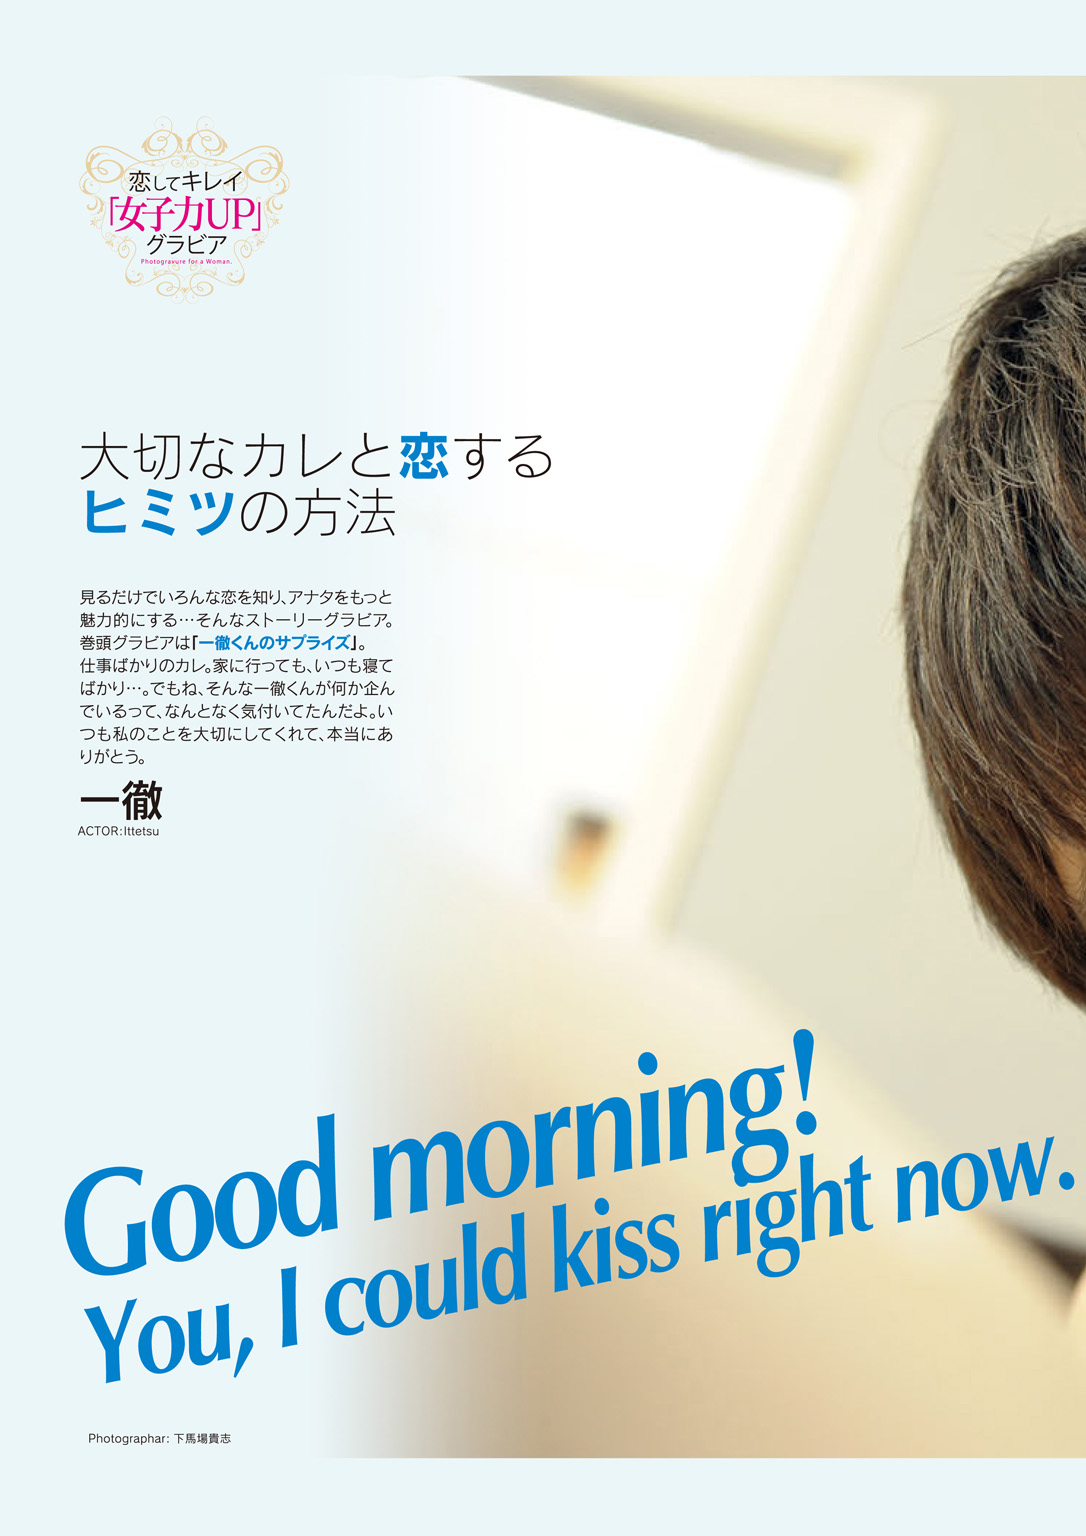 恋してキレイ
「女子力UP」
グラビア
Photogravure for a Woman.
大切なカレと恋する
ヒミツの方法
見るだけでいろんな恋を知り、アナタをもっと
魅力的にする…そんなストーリーグラビア。
巻頭グラビアは「一徹くんのサプライズ」。
仕事ばかりのカレ。家に行っても、いつも寝て
ばかり…。でもね、そんな一徹くんが何か企ん
でいるって、なんとなく気付いてたんだよ。い
つも私のことを大切にしてくれて、本当にあ
りがとう。
一徹
ACTOR:Ittetsu
Good morning!
You, I could kiss right now.
Photographar: 下馬場貴志